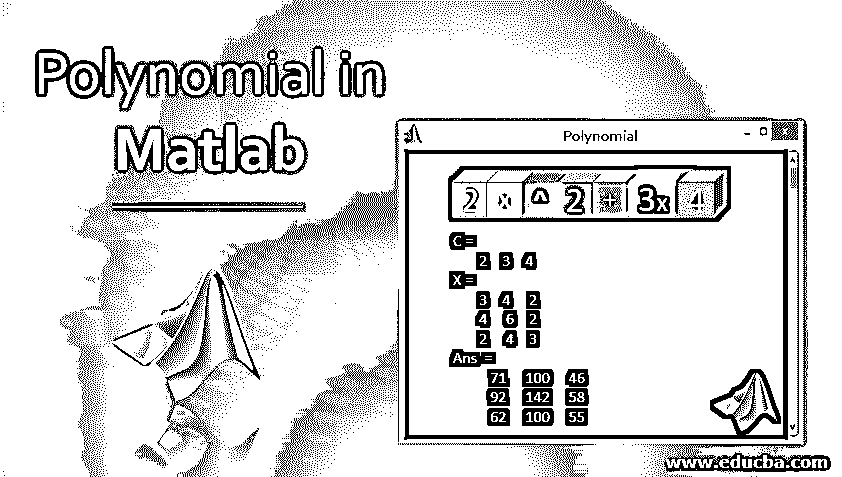 Polynomial in
Matlab
Polynomial
2 x ^ 2 + 3x 4
C=
2 3 4
X=
3 4 2
4 6 2
2 4 3
Ans =
71 100 46
92 142 58
62 100 55
www.educba.com